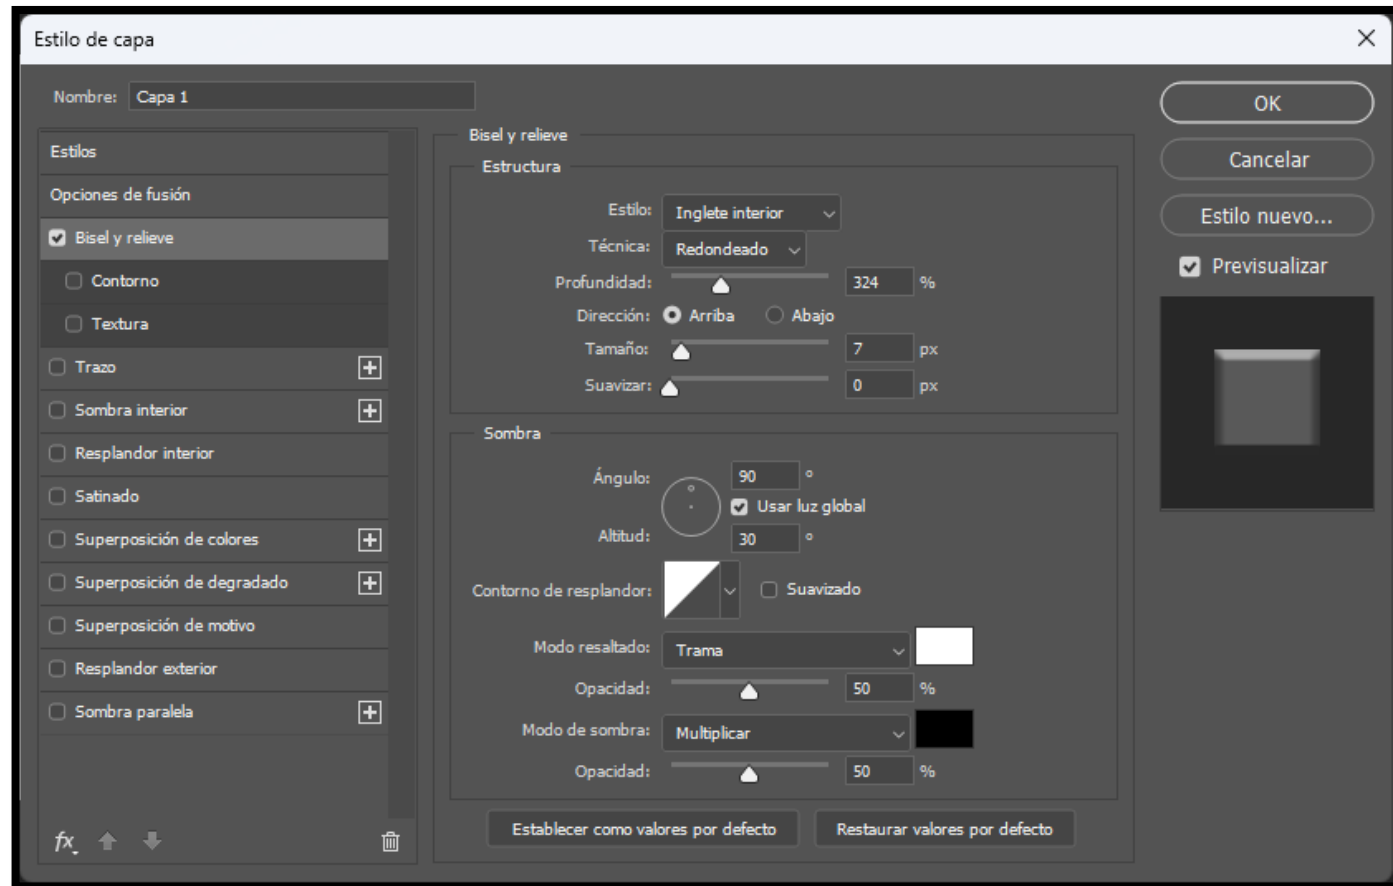 Estilo de capa
Nombre: Capa 1
Estilos
Opciones de fusión
Bisel y relieve
Contorno
Textura
Trazo
Sombra interior
Resplandor interior
Satinado
Superposición de colores
Superposición de degradado
Superposición de motivo
Resplandor exterior
Sombra paralela
fx
Bisel y relieve
Estructura
Estilo: Inglete interior
Técnica: Redondeado
Profundidad: 324 %
Dirección: Arriba Abajo
Tamaño: 7 px
Suavizar: 0 px
Sombra
Ángulo: 90 °
Usar luz global
Altitud: 30 °
Contorno de resplandor: Suavizado
Modo resaltado: Trama
Opacidad: 50 %
Modo de sombra: Multiplicar
Opacidad: 50 %
Establecer como valores por defecto Restaurar valores por defecto
OK
Cancelar
Estilo nuevo...
Previsualizar